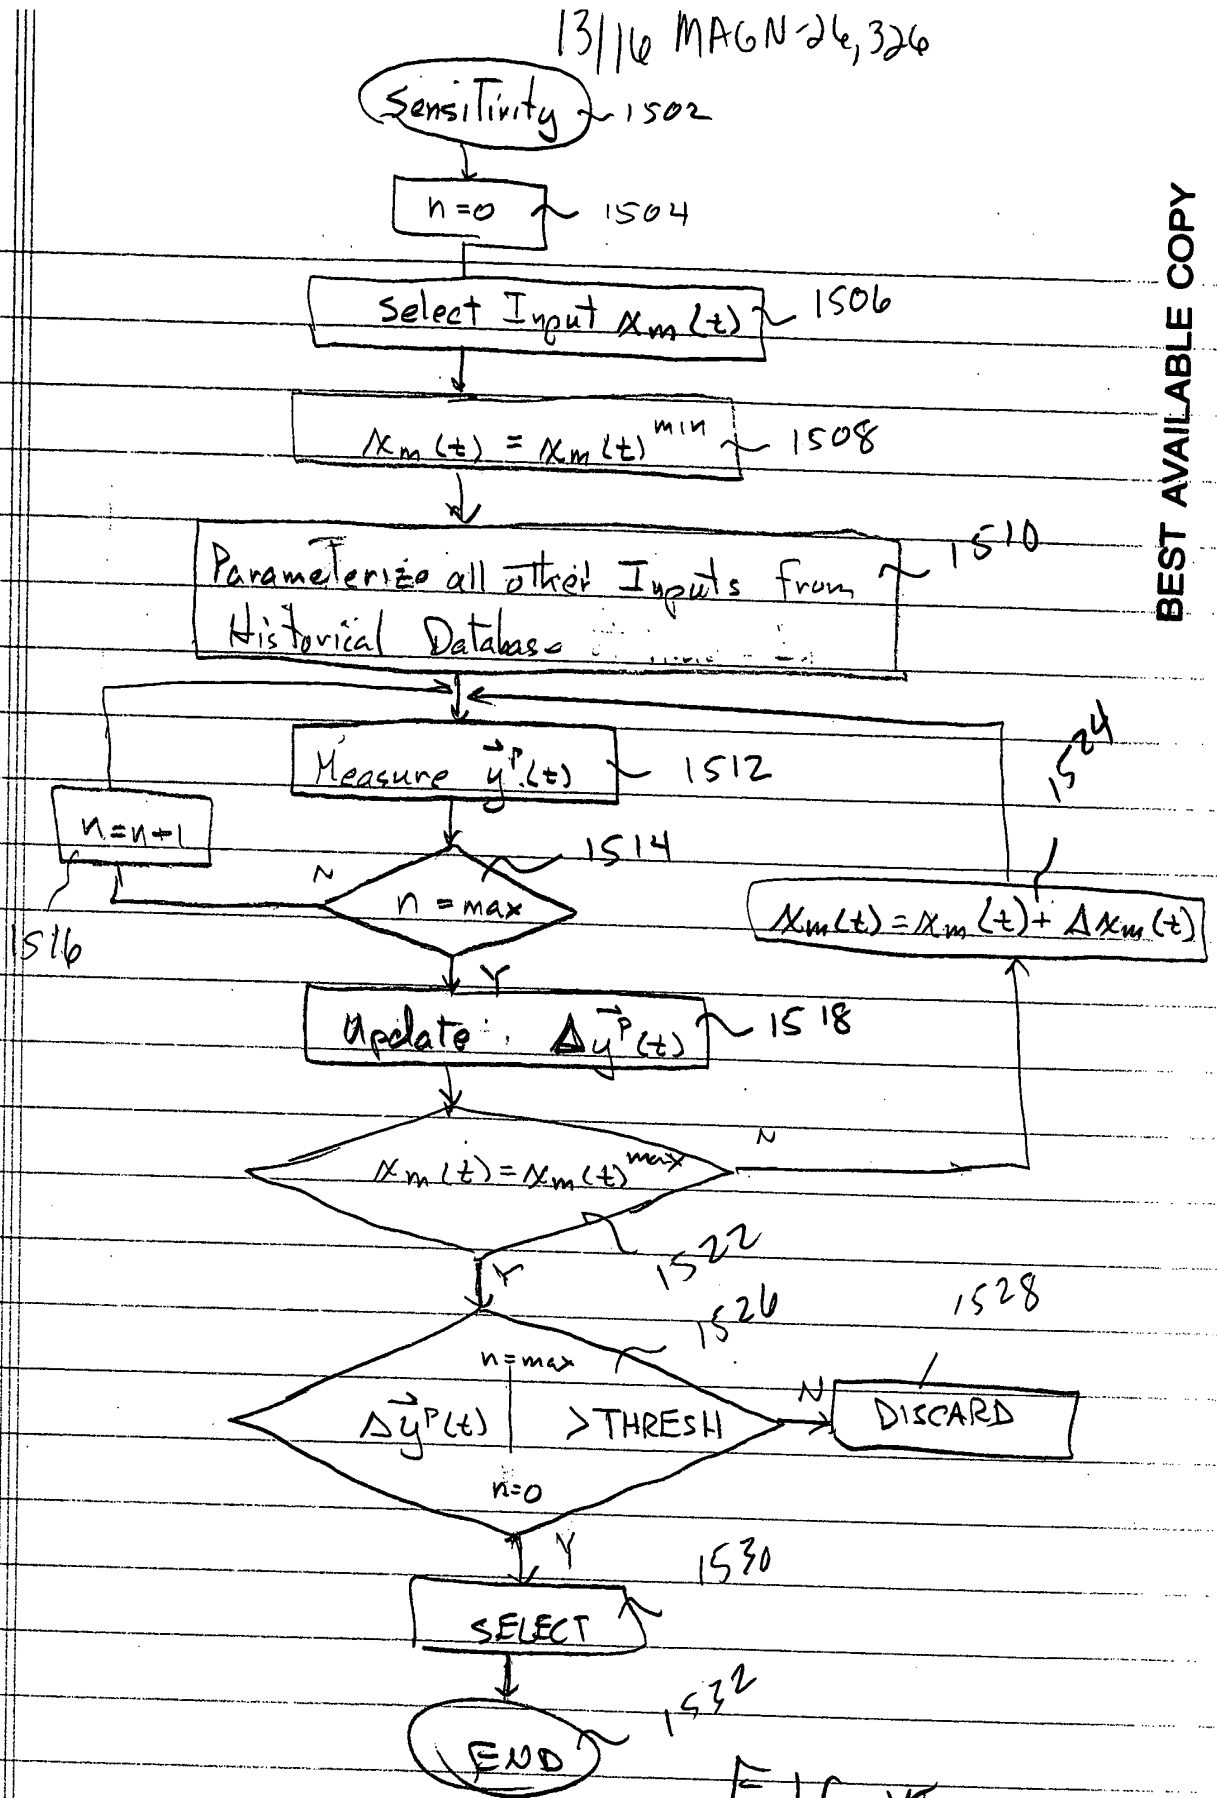 13/16 MAGN-26,326
Sensitivity 1502
n=0 1504
Select Input xₘ(t) 1506
xₘ(t) = xₘ(t)ᵐⁱⁿ 1508
Parameterize all other Inputs from 1510
Historical Database
Measure y⃗ᴾ(t) 1512
1524
n=n+1
1514
N
n = max
xₘ(t) = xₘ(t) + Δxₘ(t)
1516
Y
Update: Δy⃗ᴾ(t) 1518
N
xₘ(t) = xₘ(t)ᵐᵃˣ
1522
Y
1526
1528
n=max
Δy⃗ᴾ(t) | > THRESH
N
DISCARD
n=0
Y
1530
SELECT
1532
END
BEST AVAILABLE COPY